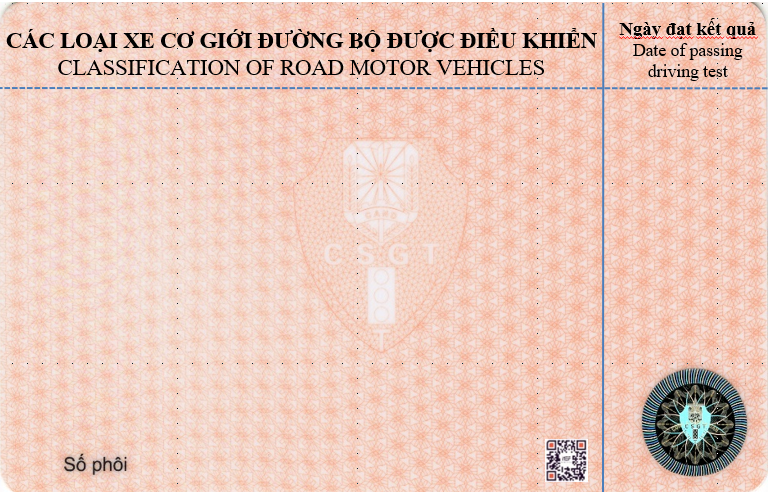 CÁC LOẠI XE CƠ GIỚI ĐƯỜNG BỘ ĐƯỢC ĐIỀU KHIỂN
CLASSIFICATION OF ROAD MOTOR VEHICLES
Ngày đạt kết quả
Date of passing
driving test
CSGT
T
CSGT
Số phôi